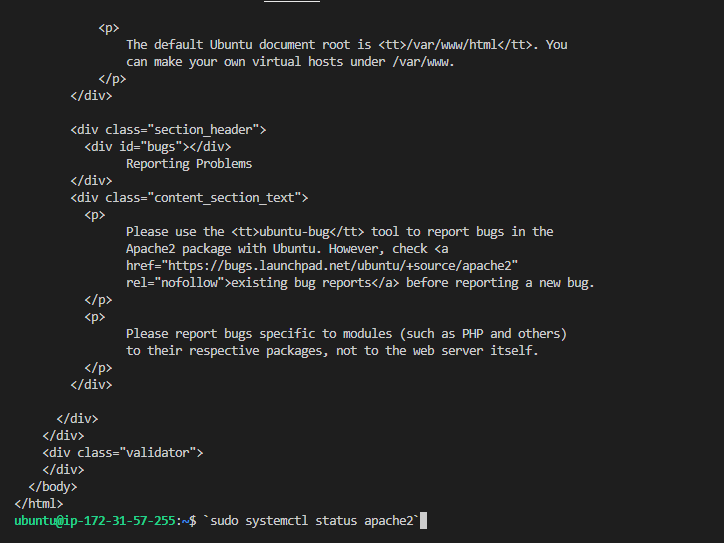 <p>
The default Ubuntu document root is <tt>/var/www/html</tt>. You
can make your own virtual hosts under /var/www.
</p>
</div>
<div class="section_header">
<div id="bugs"></div>
Reporting Problems
</div>
<div class="content_section_text">
<p>
Please use the <tt>ubuntu-bug</tt> tool to report bugs in the
Apache2 package with Ubuntu. However, check <a
href="https://bugs.launchpad.net/ubuntu/+source/apache2"
rel="nofollow">existing bug reports</a> before reporting a new bug.
</p>
<p>
Please report bugs specific to modules (such as PHP and others)
to their respective packages, not to the web server itself.
</p>
</div>
</div>
</div>
<div class="validator">
</div>
</body>
</html>
ubuntu@ip-172-31-57-255:~$ `sudo systemctl status apache2`